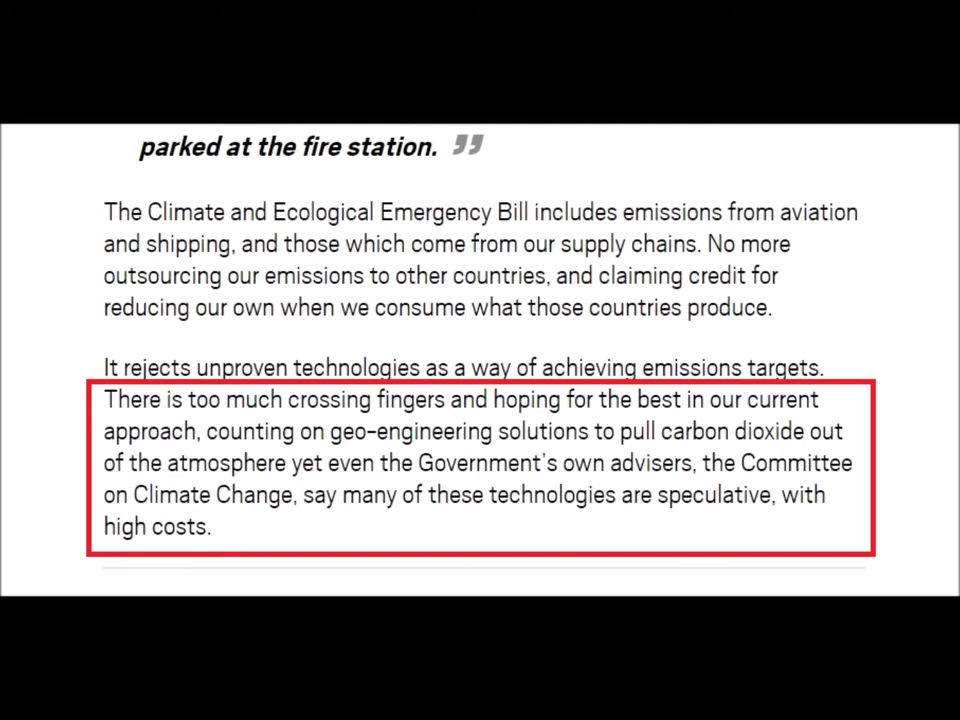 parked at the fire station. ”
The Climate and Ecological Emergency Bill includes emissions from aviation
and shipping, and those which come from our supply chains. No more
outsourcing our emissions to other countries, and claiming credit for
reducing our own when we consume what those countries produce.
It rejects unproven technologies as a way of achieving emissions targets.
There is too much crossing fingers and hoping for the best in our current
approach, counting on geo-engineering solutions to pull carbon dioxide out
of the atmosphere yet even the Government's own advisers, the Committee
on Climate Change, say many of these technologies are speculative, with
high costs.